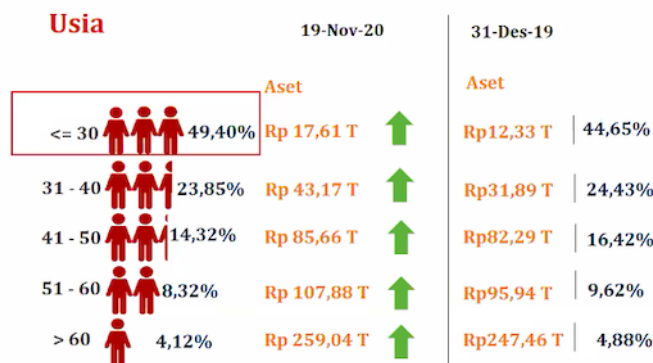 Usia 19-Nov-20 31-Des-19
Aset Aset
<= 30 49,40% Rp 17,61 T Rp12,33 T 44,65%
31 - 40 23,85% Rp 43,17 T Rp31,89 T 24,43%
41 - 50 14,32% Rp 85,66 T Rp82,29 T 16,42%
51 - 60 8,32% Rp 107,88 T Rp95,94 T 9,62%
> 60 4,12% Rp 259,04 T Rp247,46 T 4,88%